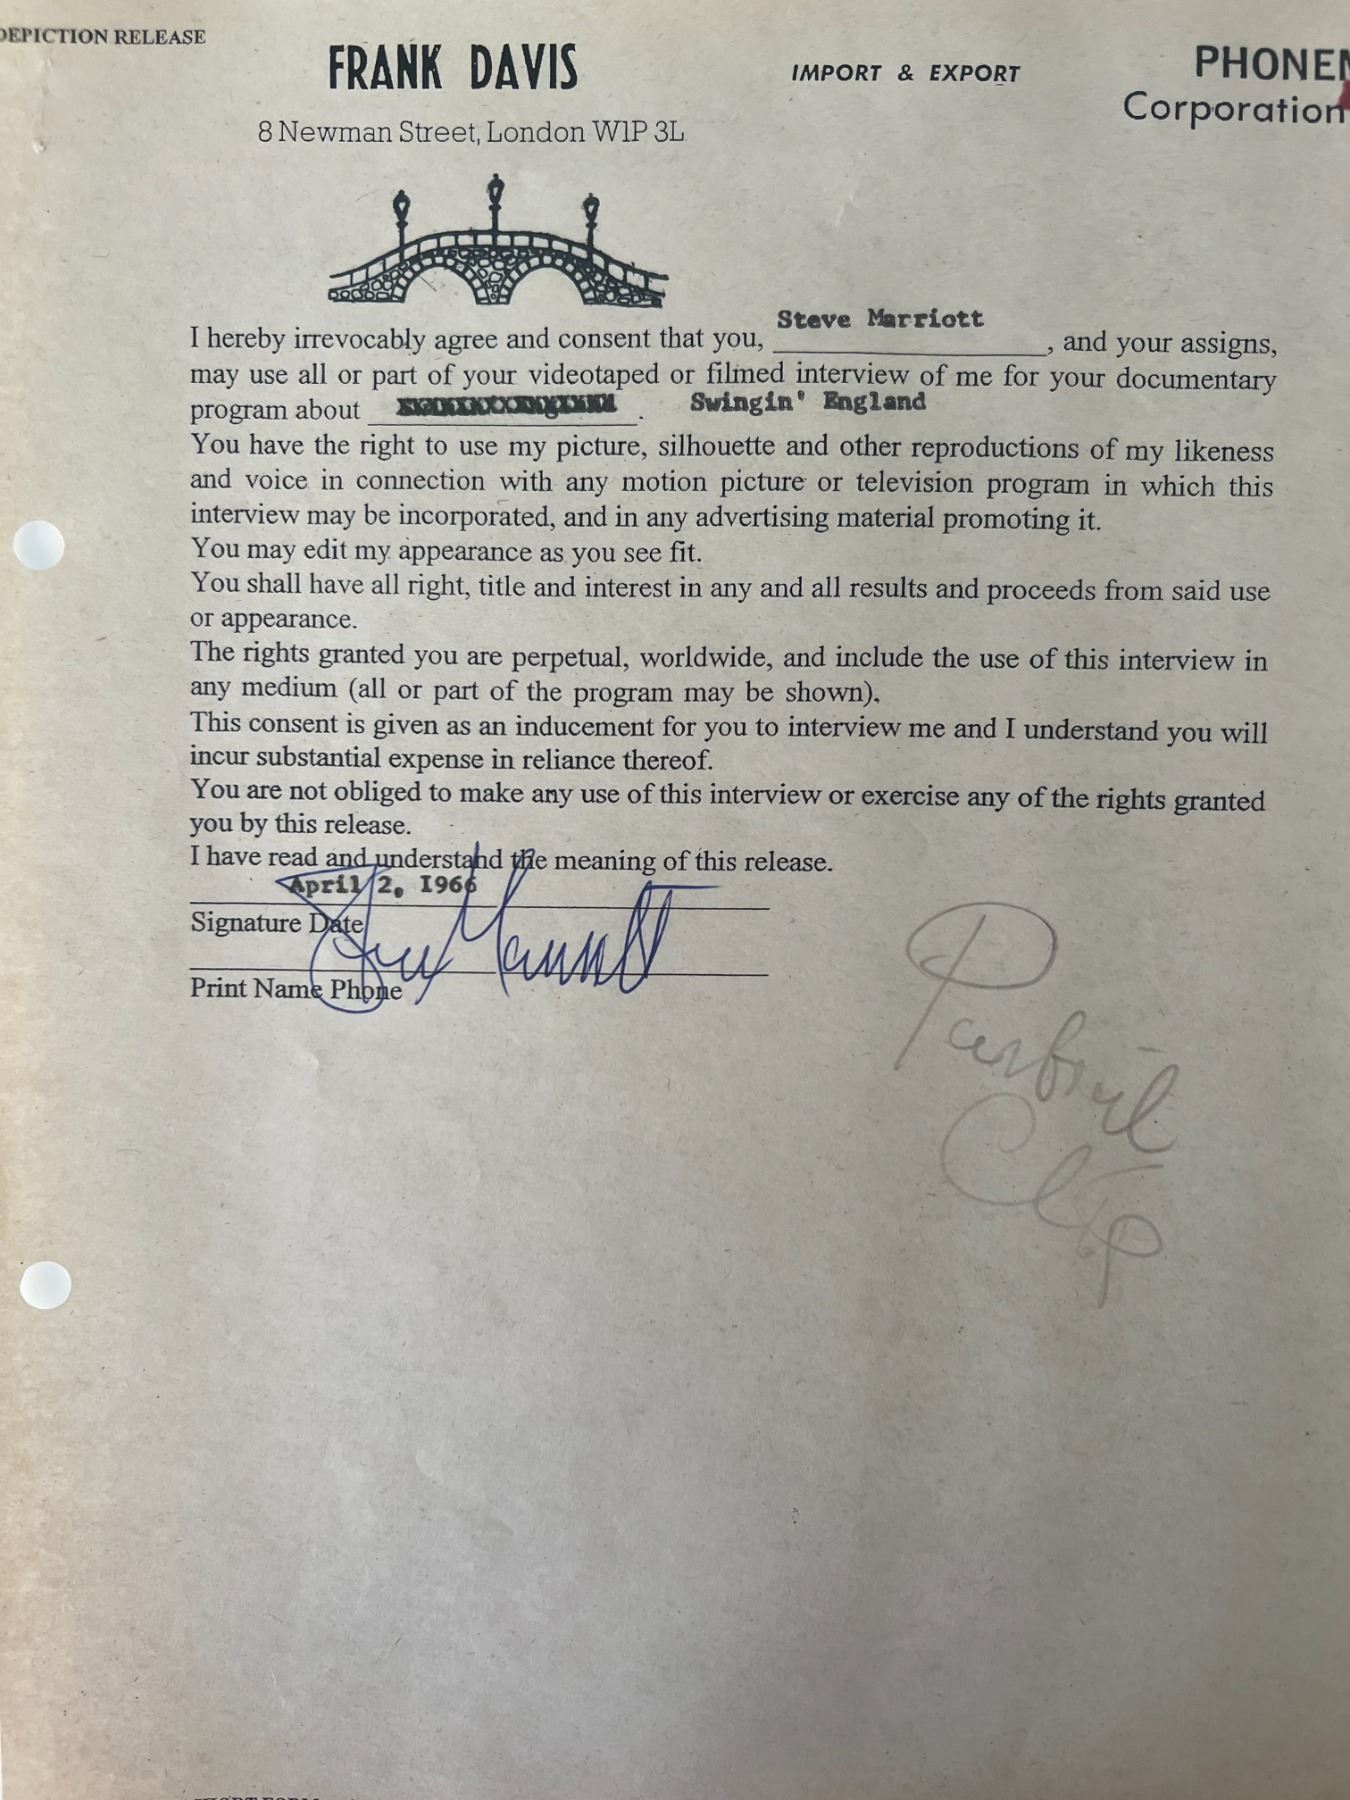 DEPICTION RELEASE
FRANK DAVIS
IMPORT & EXPORT
PHONE
Corporation
8 Newman Street, London W1P 3L
Steve Marriott
I hereby irrevocably agree and consent that you, ____________________, and your assigns,
may use all or part of your videotaped or filmed interview of me for your documentary
program about ____________________. Swingin' England
You have the right to use my picture, silhouette and other reproductions of my likeness
and voice in connection with any motion picture or television program in which this
interview may be incorporated, and in any advertising material promoting it.
You may edit my appearance as you see fit.
You shall have all right, title and interest in any and all results and proceeds from said use
or appearance.
The rights granted you are perpetual, worldwide, and include the use of this interview in
any medium (all or part of the program may be shown).
This consent is given as an inducement for you to interview me and I understand you will
incur substantial expense in reliance thereof.
You are not obliged to make any use of this interview or exercise any of the rights granted
you by this release.
I have read and understand the meaning of this release.
April 2, I966
Signature Date
Steve Marriott
Print Name Phone
Clip